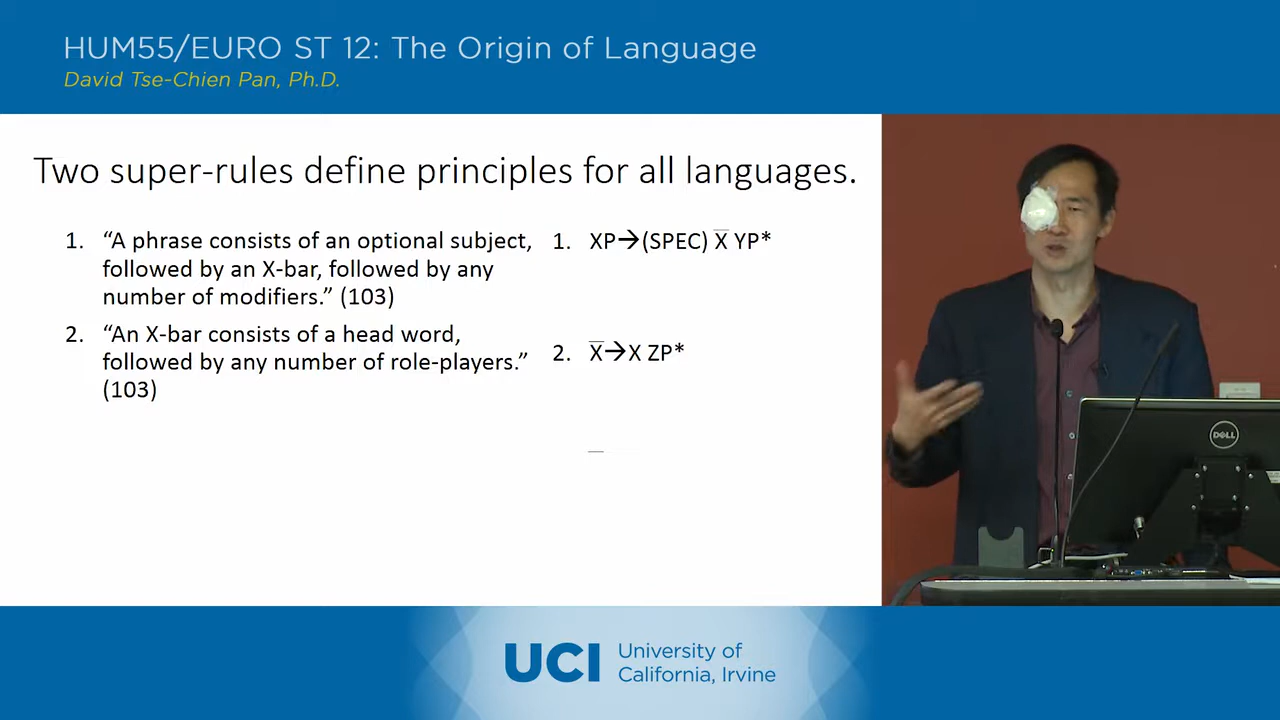 HUM55/EURO ST 12: The Origin of Language
David Tse-Chien Pan, Ph.D.
Two super-rules define principles for all languages.
1. “A phrase consists of an optional subject,
followed by an X-bar, followed by any
number of modifiers.” (103)
2. “An X-bar consists of a head word,
followed by any number of role-players.”
(103)
1. XP→(SPEC) X̅ YP*
2. X̅→X ZP*
DELL
UCI University of
California, Irvine